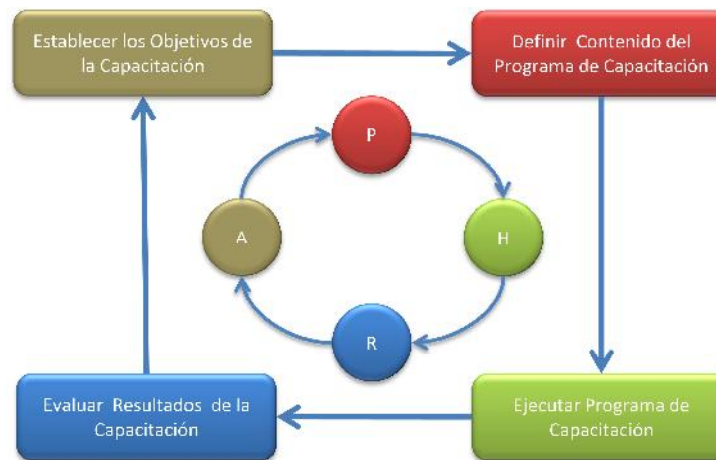 Establecer los Objetivos de
la Capacitación
Definir Contenido del
Programa de Capacitación
P
A
H
R
Evaluar Resultados de la
Capacitación
Ejecutar Programa de
Capacitación